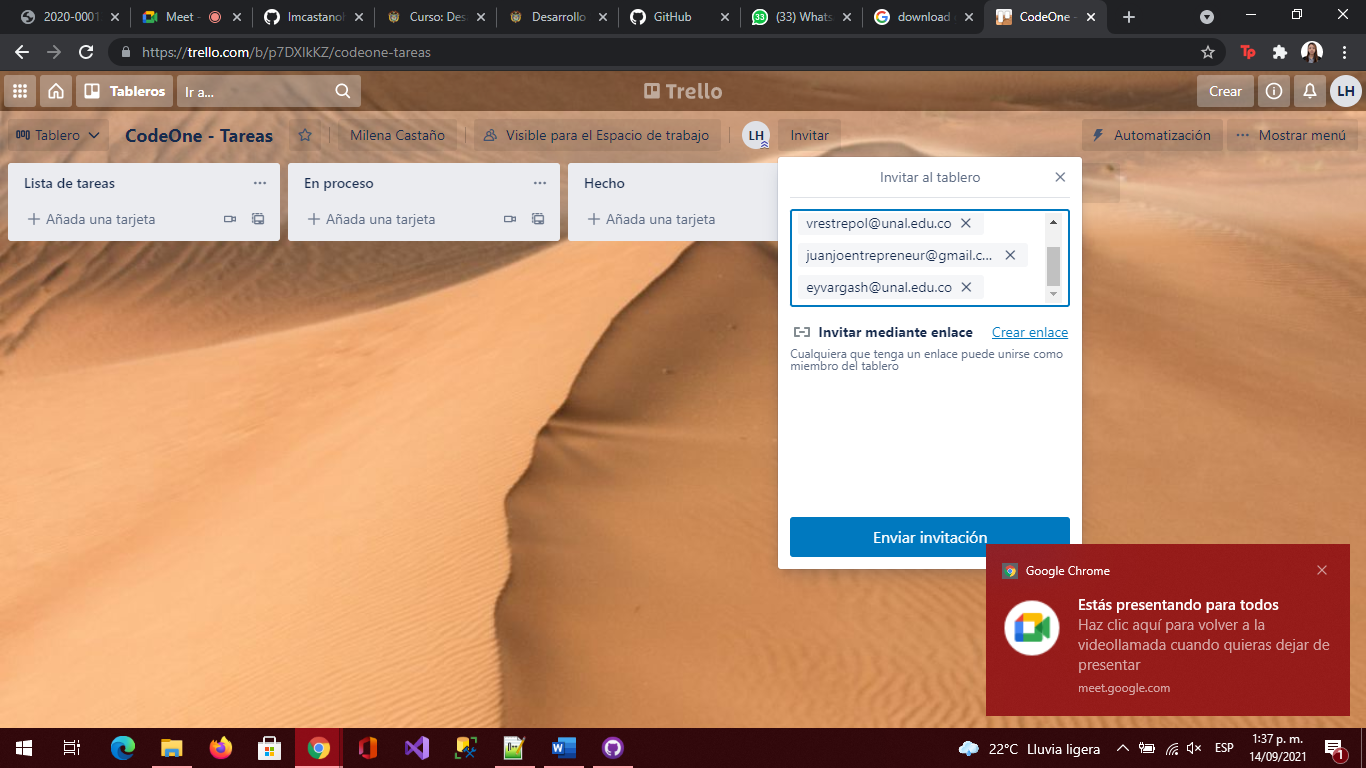 2020-0001
Meet -
lmcastanol
Curso: Des
Desarrollo
GitHub
(33) Whats
download
CodeOne -
https://trello.com/b/p7DXIkKZ/codeone-tareas
Tableros
Ir a...
Trello
Crear
LH
Tablero
CodeOne - Tareas
Milena Castaño
Visible para el Espacio de trabajo
LH
Invitar
Automatización
Mostrar menú
Lista de tareas
En proceso
Hecho
Añada una tarjeta
Añada una tarjeta
Añada una tarjeta
Invitar al tablero
vrestrepol@unal.edu.co
juanjoentrepreneur@gmail.c...
eyvargash@unal.edu.co
Invitar mediante enlace
Crear enlace
Cualquiera que tenga un enlace puede unirse como
miembro del tablero
Enviar invitación
Google Chrome
Estás presentando para todos
Haz clic aquí para volver a la
videollamada cuando quieras dejar de
presentar
meet.google.com
22°C Lluvia ligera
ESP
1:37 p. m.
14/09/2021
1